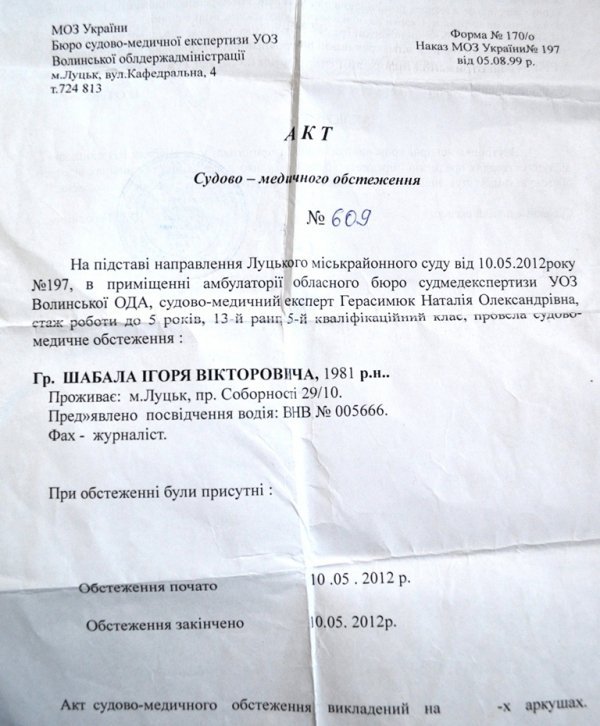 МОЗ України
Бюро судово-медичної експертизи УОЗ
Волинської облдержадміністрації
м.Луцьк, вул.Кафедральна, 4
т.724 813
Форма № 170/о
Наказ МОЗ України№ 197
від 05.08.99 р.
А К Т
Судово – медичного обстеження
№ 609
На підставі направлення Луцького міськрайонного суду від 10.05.2012року
№197, в приміщенні амбулаторії обласного бюро судмедекспертизи УОЗ
Волинської ОДА, судово-медичний експерт Герасимюк Наталія Олександрівна,
стаж роботи до 5 років, 13-й ранг, 5-й кваліфікаційний клас, провела судово-
медичне обстеження :
Гр. ШАБАЛА ІГОРЯ ВІКТОРОВИЧА, 1981 р.н..
Проживає: м.Луцьк, пр. Соборності 29/10.
Пред»явлено посвідчення водія: ВНВ № 005666.
Фах - журналіст.
При обстеженні були присутні :
Обстеження почато 10 .05 . 2012 р.
Обстеження закінчено 10.05. 2012р.
Акт судово-медичного обстеження викладений на -х аркушах.